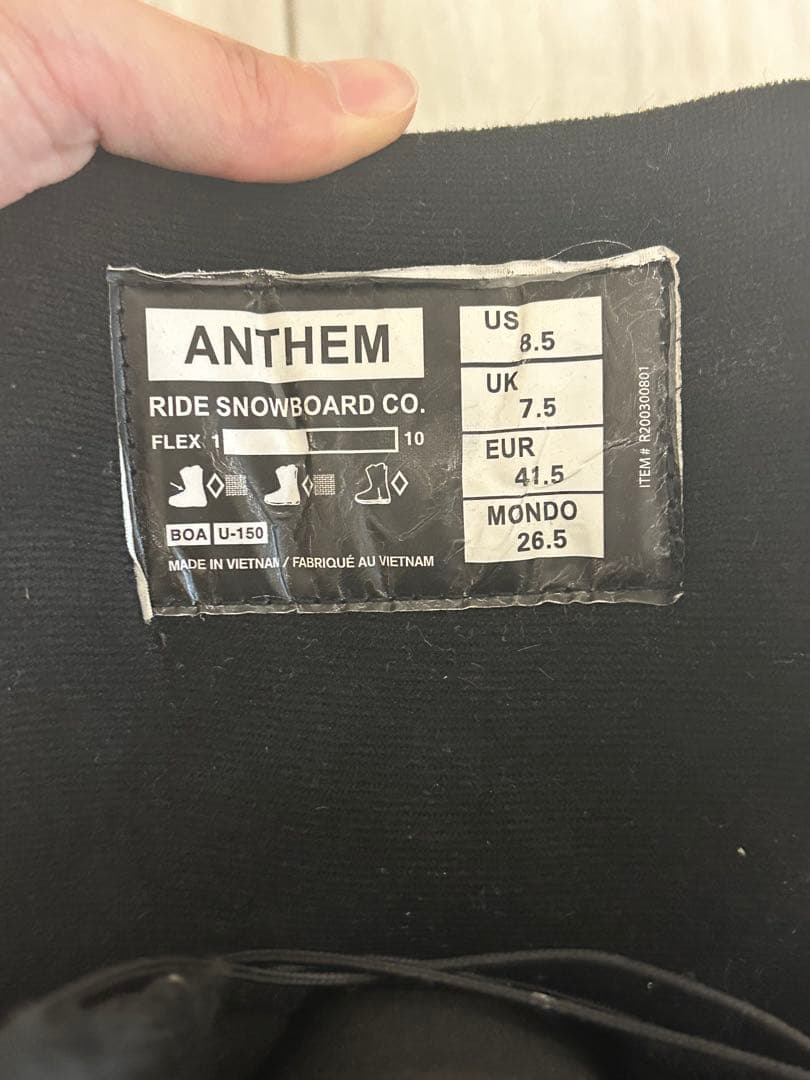 ANTHEM
RIDE SNOWBOARD CO.
FLEX 1 10
BOA U-150
MADE IN VIETNAM / FABRIQUÉ AU VIETNAM
US
8.5
UK
7.5
EUR
41.5
MONDO
26.5
ITEM# R200300801